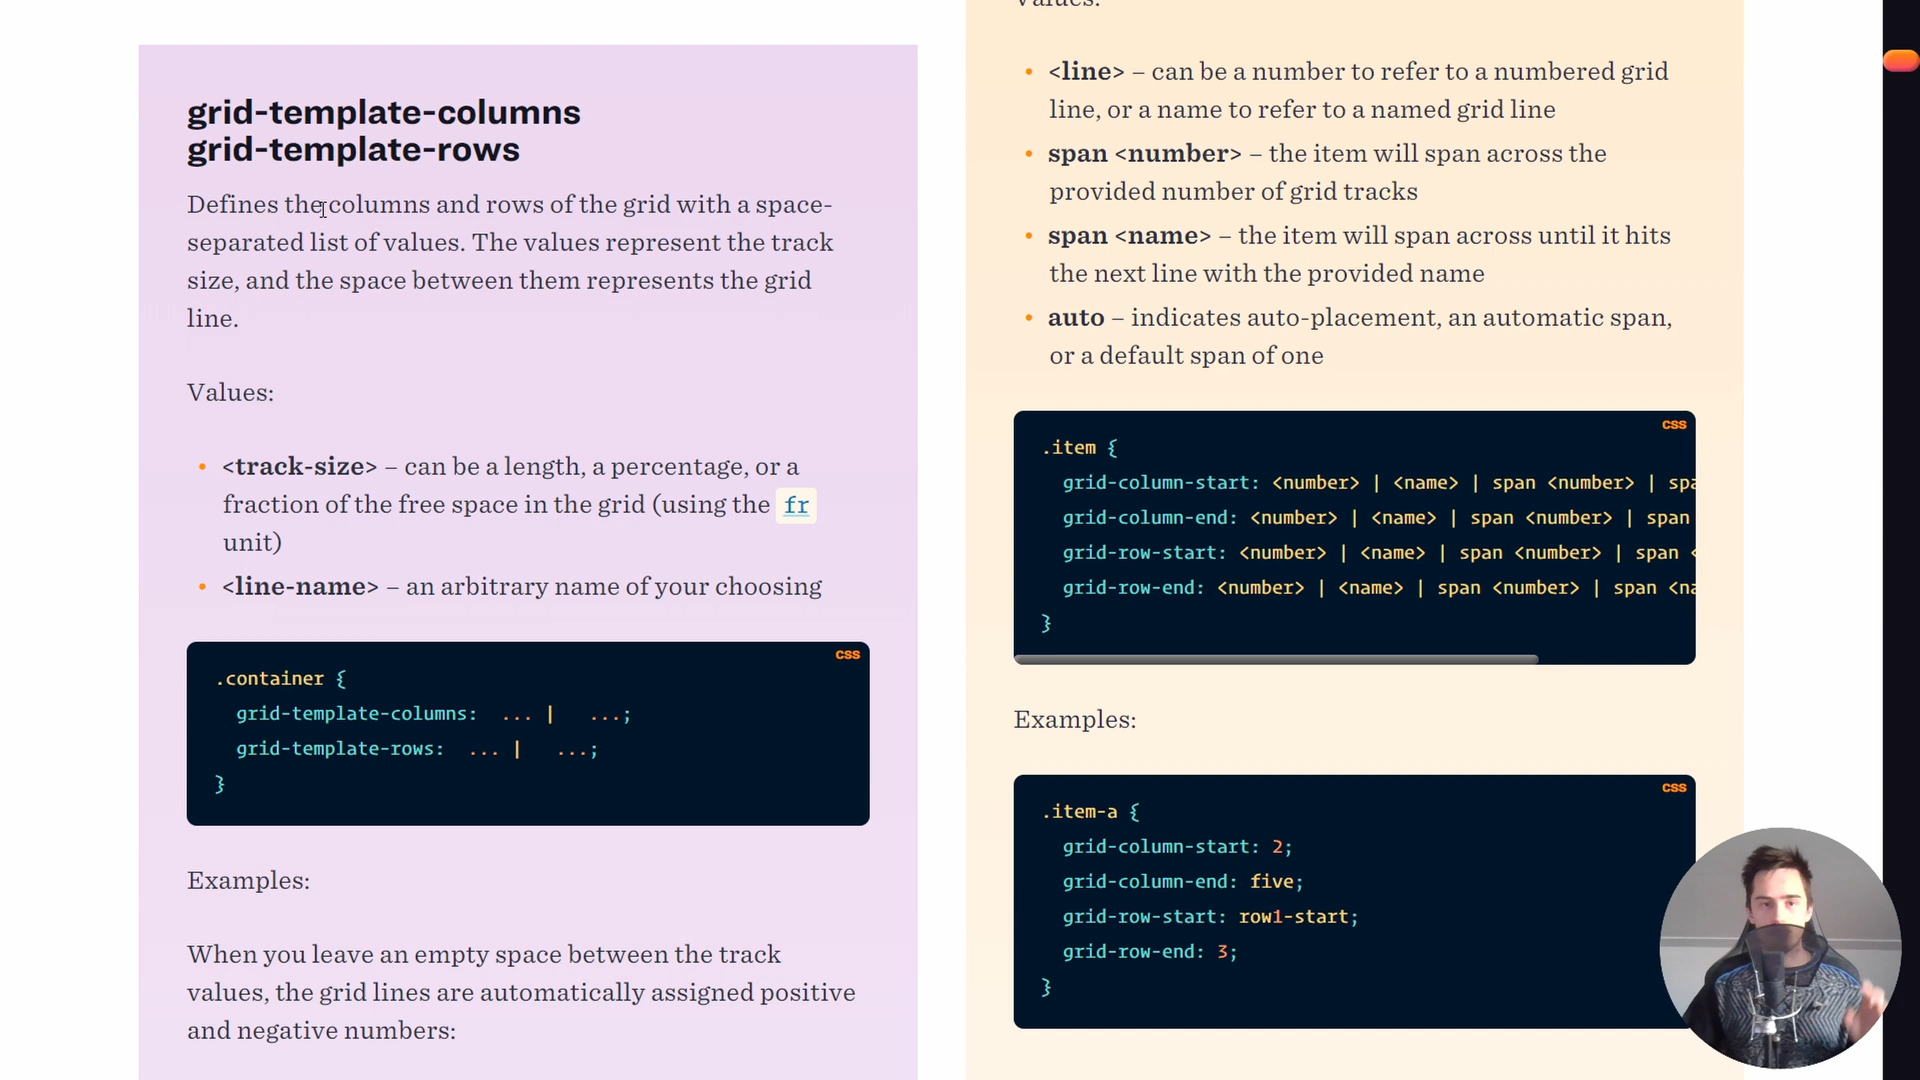 grid-template-columns
grid-template-rows
Defines the columns and rows of the grid with a space-
separated list of values. The values represent the track
size, and the space between them represents the grid
line.
Values:
• <track-size> – can be a length, a percentage, or a
fraction of the free space in the grid (using the fr
unit)
• <line-name> – an arbitrary name of your choosing
CSS
.container {
grid-template-columns:  ... |   ...;
grid-template-rows:  ... |   ...;
}
Examples:
When you leave an empty space between the track
values, the grid lines are automatically assigned positive
and negative numbers:
Values:
• <line> – can be a number to refer to a numbered grid
line, or a name to refer to a named grid line
• span <number> – the item will span across the
provided number of grid tracks
• span <name> – the item will span across until it hits
the next line with the provided name
• auto – indicates auto-placement, an automatic span,
or a default span of one
CSS
.item {
grid-column-start: <number> | <name> | span <number> | spa
grid-column-end: <number> | <name> | span <number> | span
grid-row-start: <number> | <name> | span <number> | span <
grid-row-end: <number> | <name> | span <number> | span <na
}
Examples:
CSS
.item-a {
grid-column-start: 2;
grid-column-end: five;
grid-row-start: row1-start;
grid-row-end: 3;
}